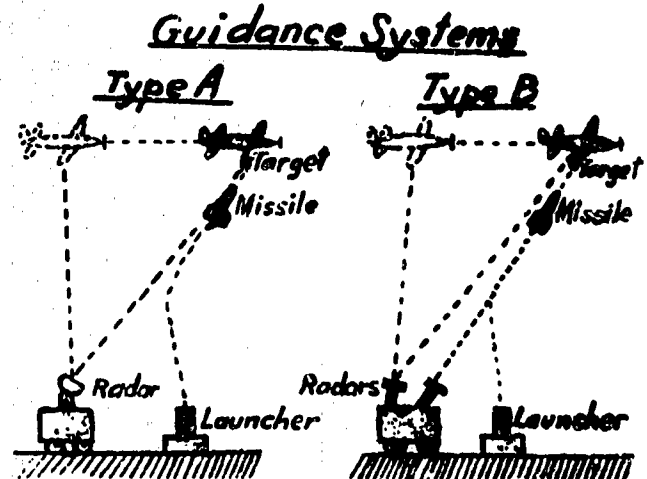 Guidance Systems
Type A
Target
Missile
Radar
Launcher
Type B
Target
Missile
Radars
Launcher